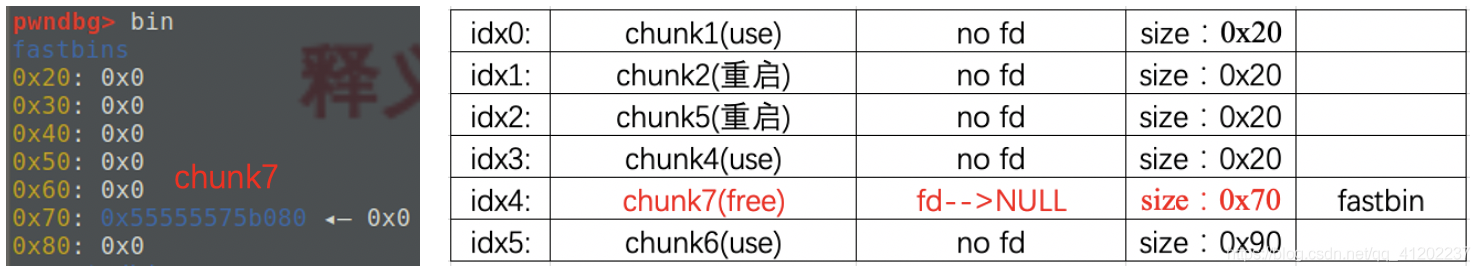 pwndbg> bin
fastbins
释义
0x20: 0x0
0x30: 0x0
0x40: 0x0
0x50: 0x0
chunk7
0x60: 0x0
0x70: 0x55555575b080 ◂— 0x0
0x80: 0x0
idx0: chunk1(use) no fd size：0x20
idx1: chunk2(重启) no fd size：0x20
idx2: chunk5(重启) no fd size：0x20
idx3: chunk4(use) no fd size：0x20
idx4: chunk7(free) fd-->NULL size：0x70 fastbin
idx5: chunk6(use) no fd size：0x90
https://blog.csdn.net/qq_41202237